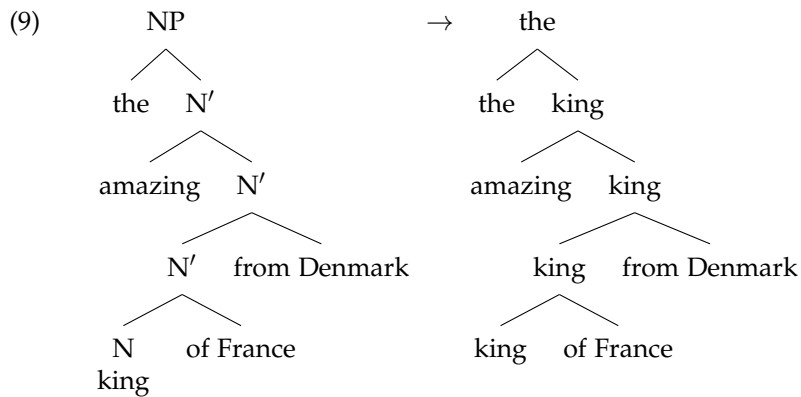 (9) NP → the
the N′ the king
amazing N′ amazing king
N′ from Denmark king from Denmark
N of France king of France
king